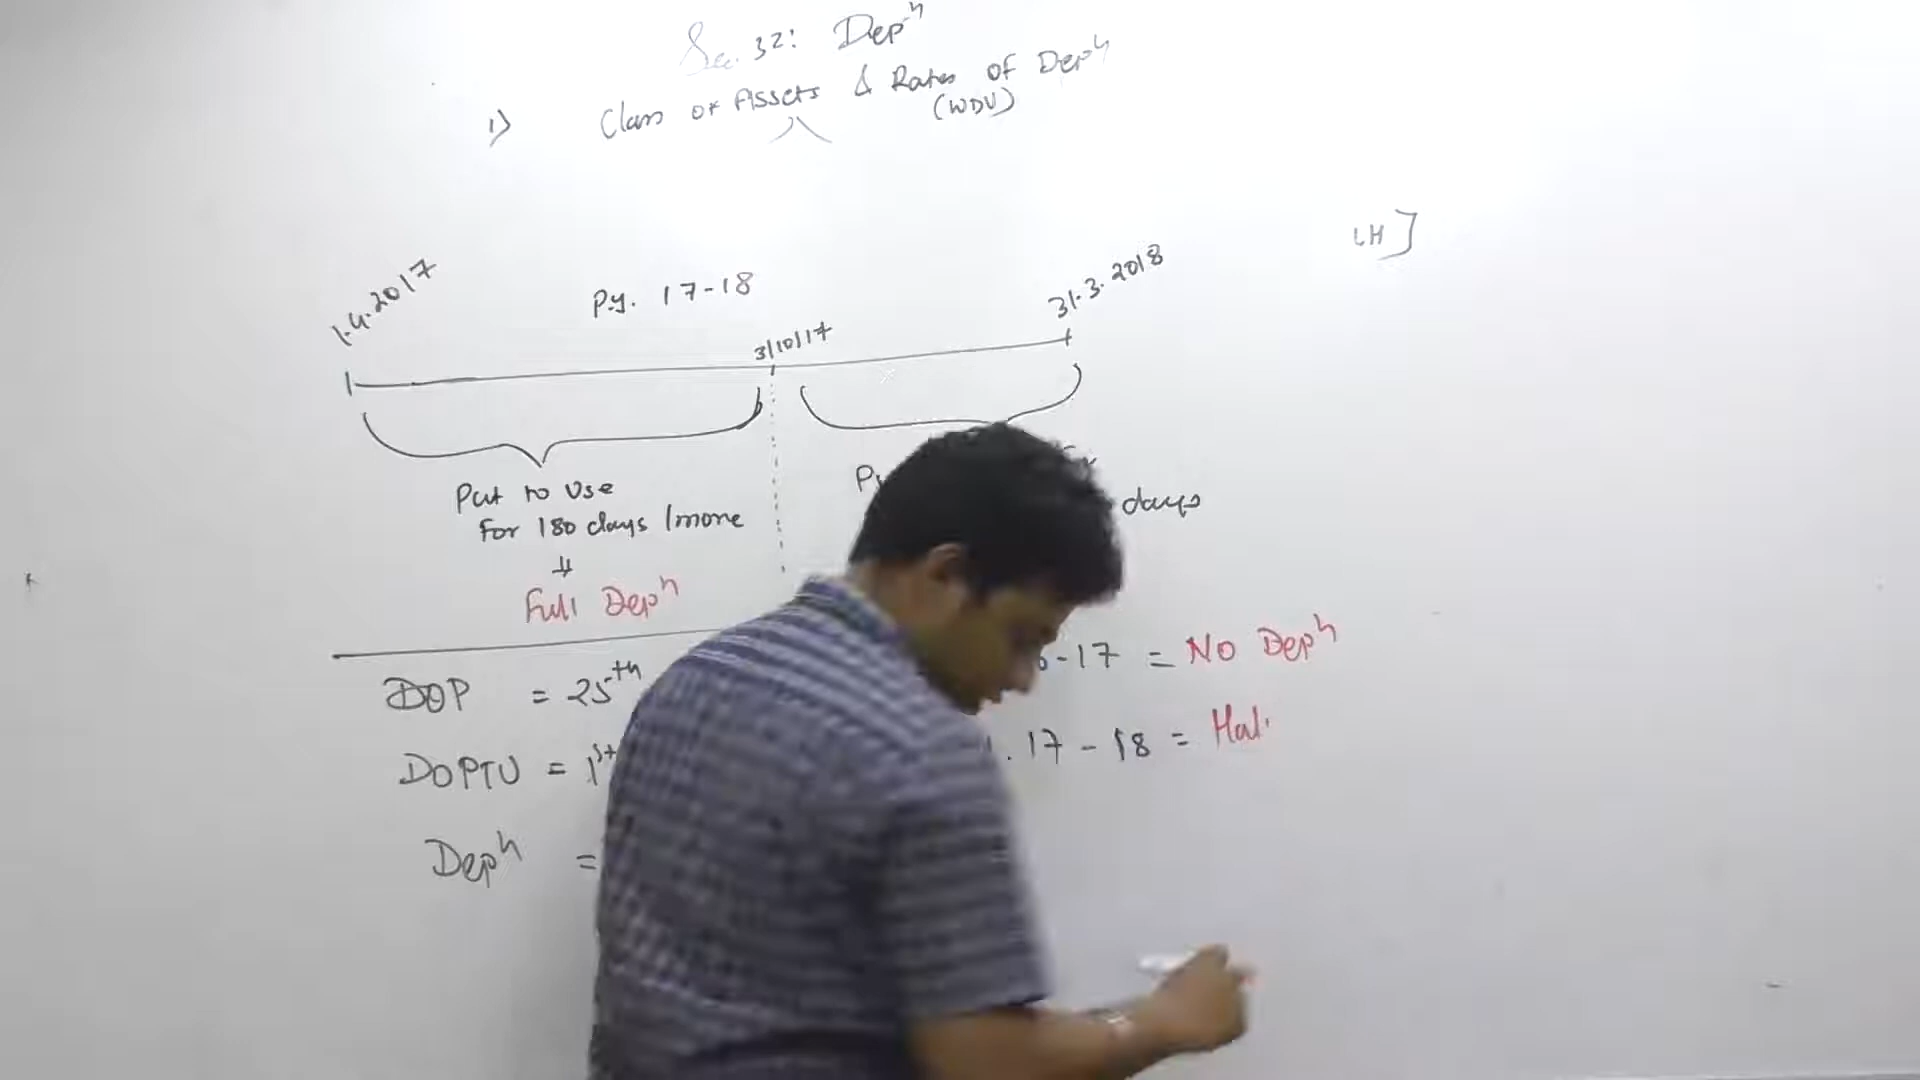 Sec. 32: Depⁿ
1) Class of Assets & Rates of Depⁿ
(WDV)
LH]
1.4.2017
P.y. 17-18
3/10/17
31.3.2018
Put to Use
For 180 days / more
days
Full Depⁿ
DOP = 25th
-17 = No Depⁿ
DOPTU = 1st
. 17 - 18 = Hal
Depⁿ =